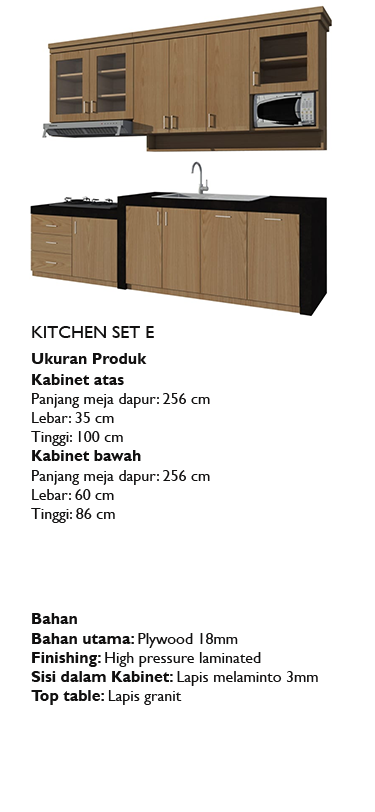 KITCHEN SET E
Ukuran Produk
Kabinet atas
Panjang meja dapur: 256 cm
Lebar: 35 cm
Tinggi: 100 cm
Kabinet bawah
Panjang meja dapur: 256 cm
Lebar: 60 cm
Tinggi: 86 cm
Bahan
Bahan utama: Plywood 18mm
Finishing: High pressure laminated
Sisi dalam Kabinet: Lapis melaminto 3mm
Top table: Lapis granit